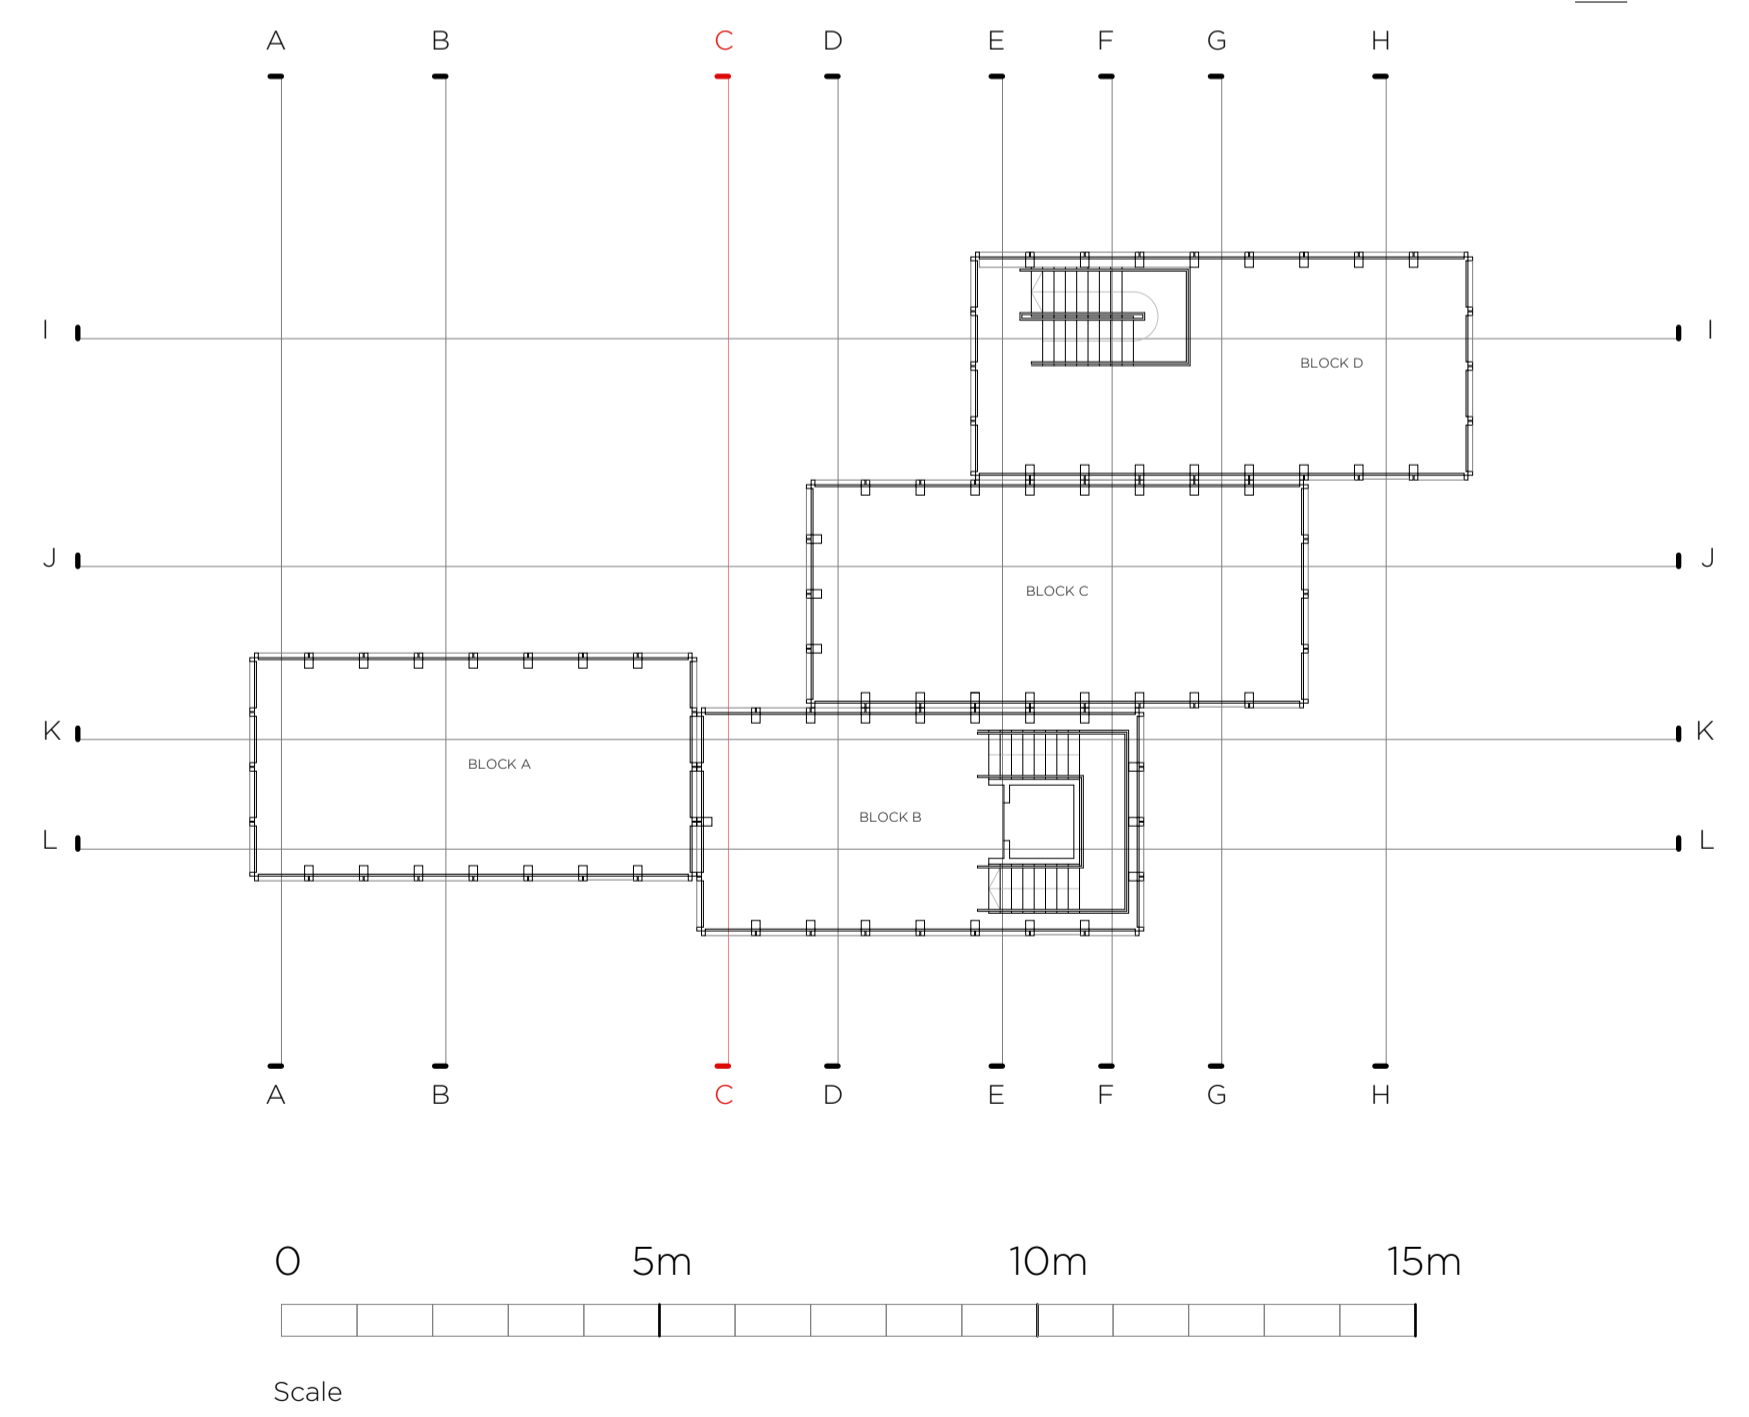 A B C D E F G H
I I
BLOCK D
J J
BLOCK C
K K
BLOCK A
BLOCK B
L L
A B C D E F G H
0 5m 10m 15m
Scale